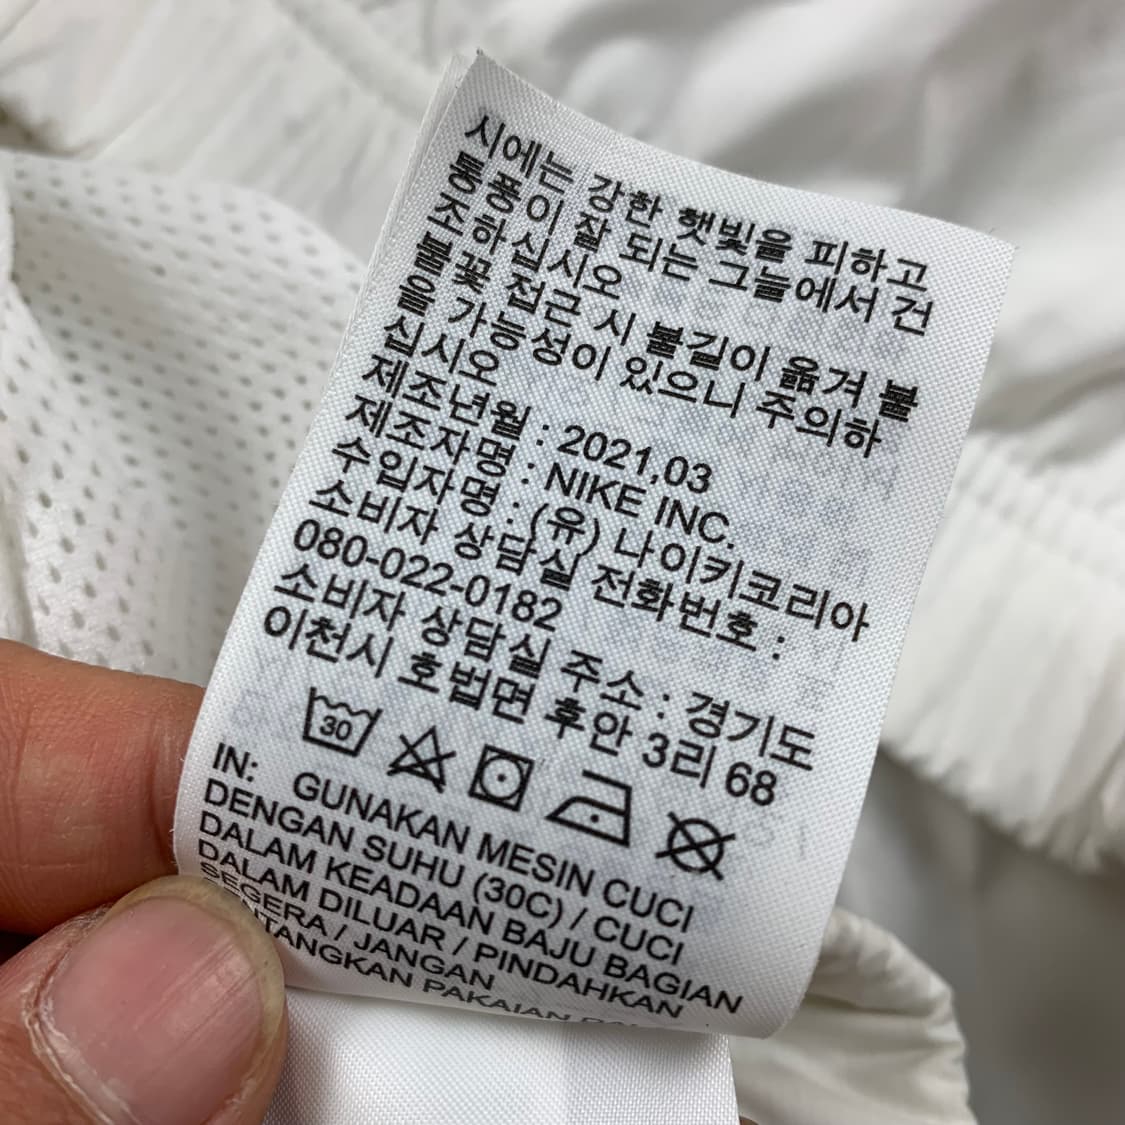 시에는 강한 햇빛을 피하고
통풍이 잘 되는 그늘에서 건
조하십시오
불꽃 접근 시 불길이 옮겨 붙
을 가능성이 있으니 주의하
십시오
제조년월 : 2021,03
제조자명 : NIKE INC.
수입자명 : (유) 나이키코리아
소비자 상담실 전화번호 :
080-022-0182
소비자 상담실 주소 : 경기도
이천시 호법면 후안 3리 68
30
IN: GUNAKAN MESIN CUCI
DENGAN SUHU (30C) / CUCI
DALAM KEADAAN BAJU BAGIAN
DALAM DILUAR / PINDAHKAN
SEGERA / JANGAN
PAKAIAN